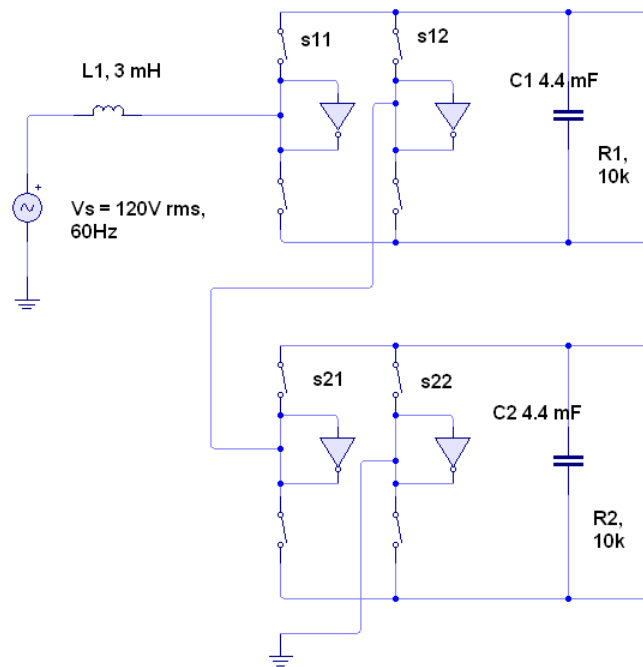 s11
s12
L1, 3 mH
C1 4.4 mF
R1,
10k
Vs = 120V rms,
60Hz
s21
s22
C2 4.4 mF
R2,
10k